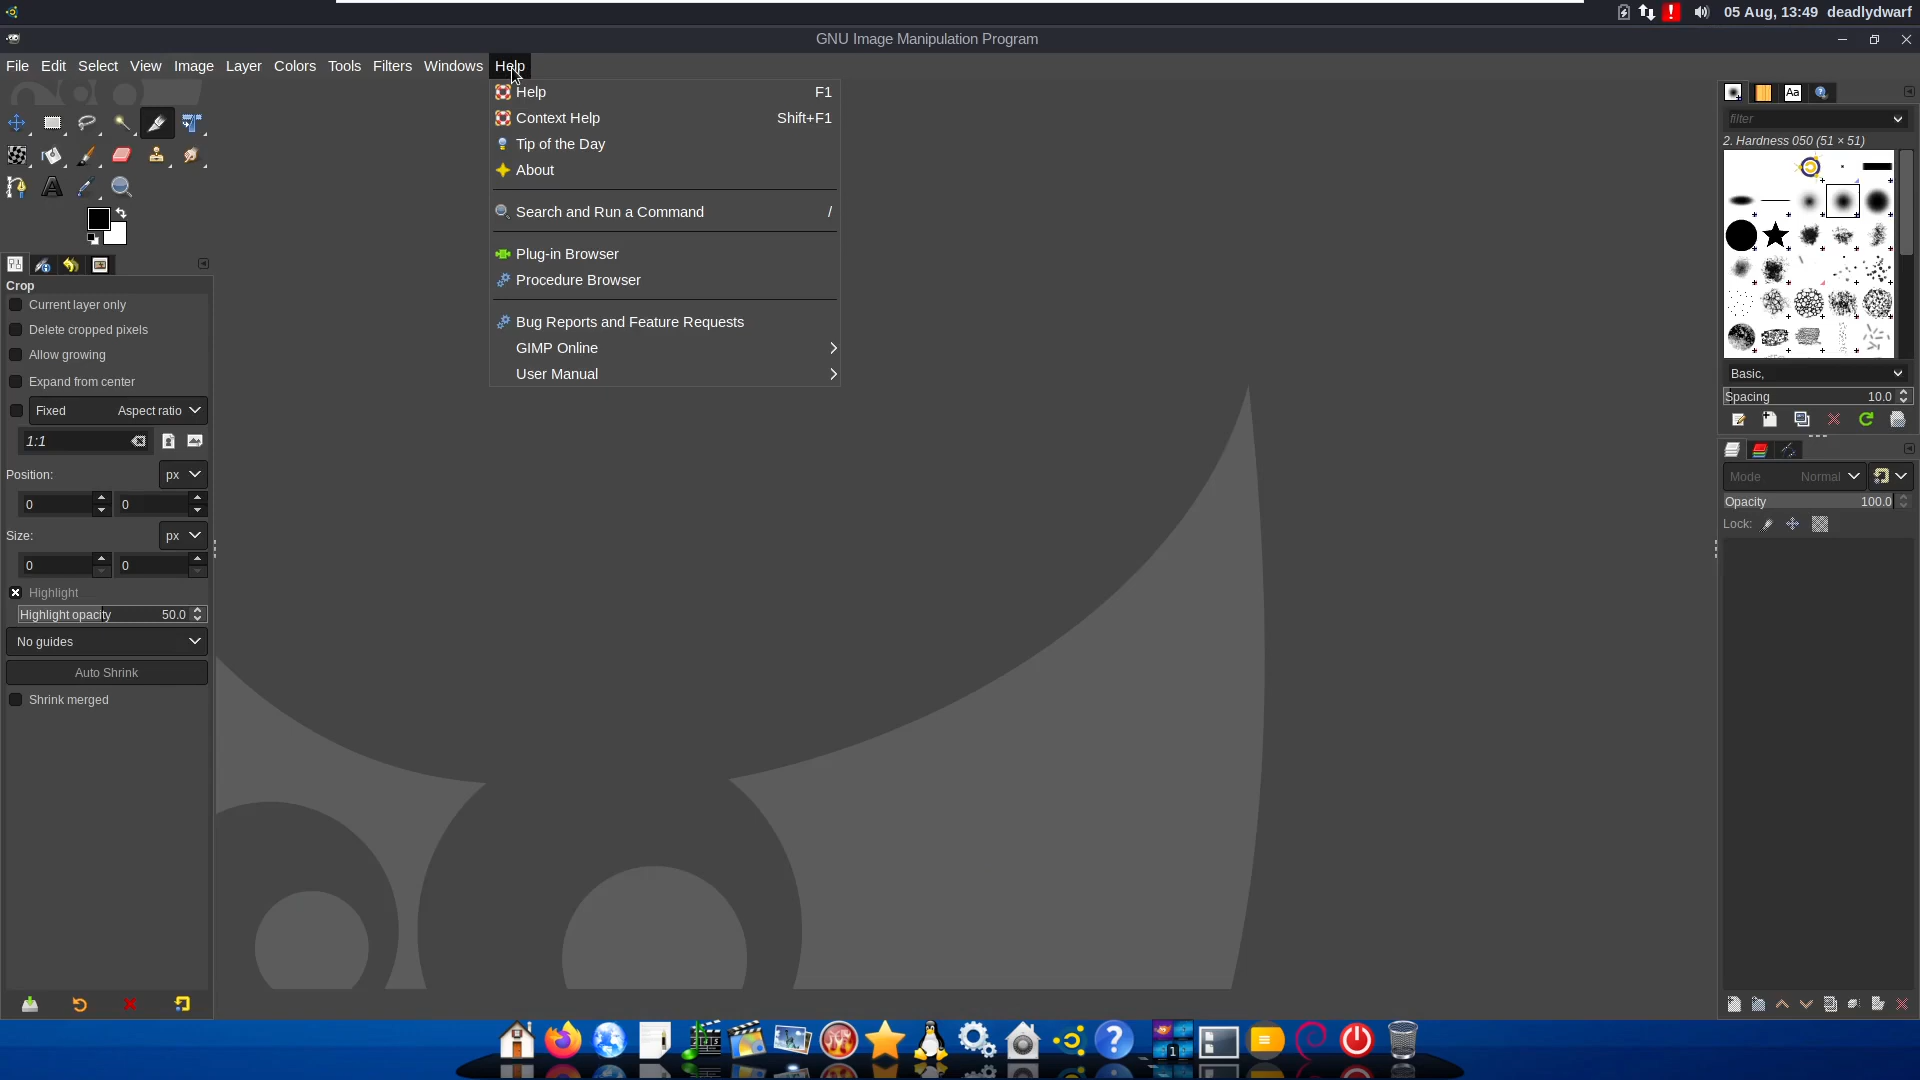 05 Aug, 13:49 deadlydwarf
GNU Image Manipulation Program
File Edit Select View Image Layer Colors Tools Filters Windows Help
Help F1
Context Help Shift+F1
Tip of the Day
About
Search and Run a Command /
Plug-in Browser
Procedure Browser
Bug Reports and Feature Requests
GIMP Online
User Manual
Crop
Current layer only
Delete cropped pixels
Allow growing
Expand from center
Fixed Aspect ratio
1:1
Position: px
0 0
Size: px
0 0
Highlight
Highlight opacity 50.0
No guides
Auto Shrink
Shrink merged
Aa
filter
2. Hardness 050 (51 × 51)
Basic,
Spacing 10.0
Mode Normal
Opacity 100.0
Lock:
1